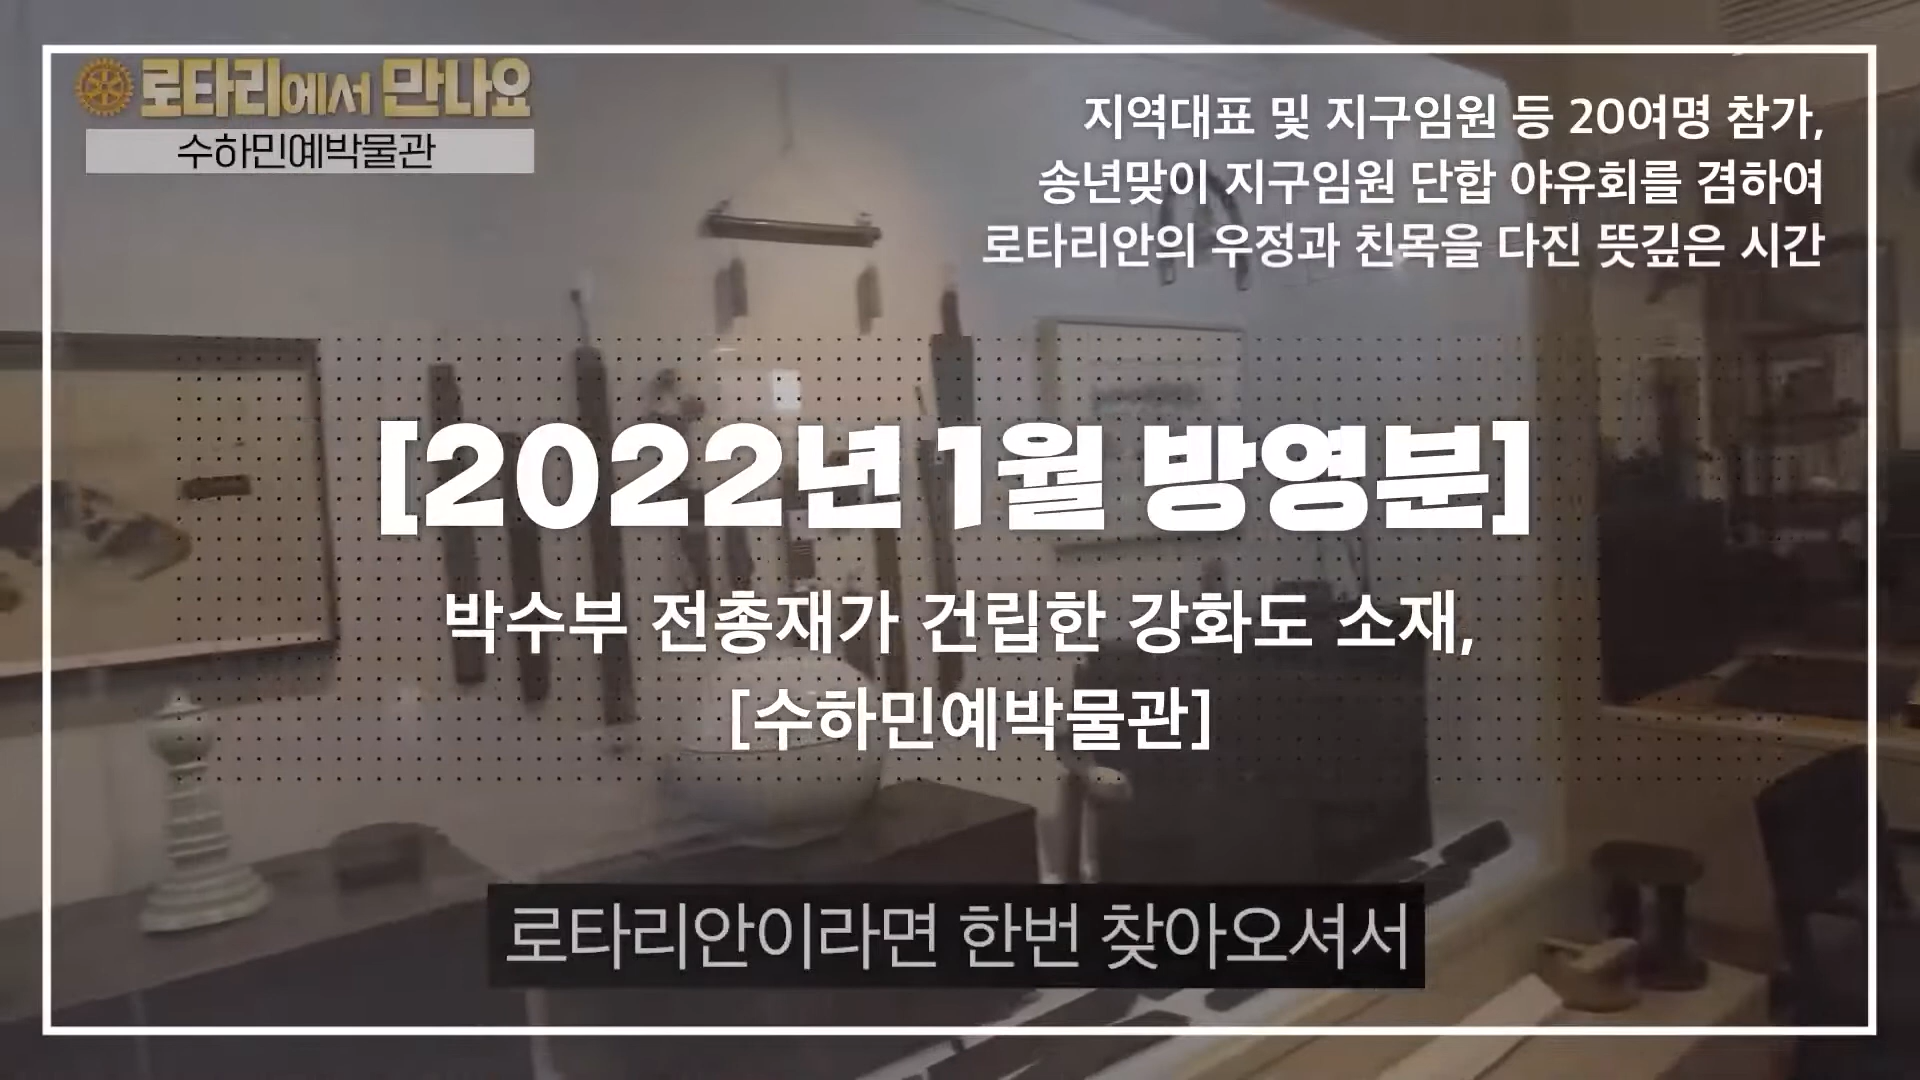 로타리에서 만나요
수하민예박물관
지역대표 및 지구임원 등 20여명 참가,
송년맞이 지구임원 단합 야유회를 겸하여
로타리안의 우정과 친목을 다진 뜻깊은 시간
[2022년 1월 방영분]
박수부 전총재가 건립한 강화도 소재,
[수하민예박물관]
로타리안이라면 한번 찾아오셔서